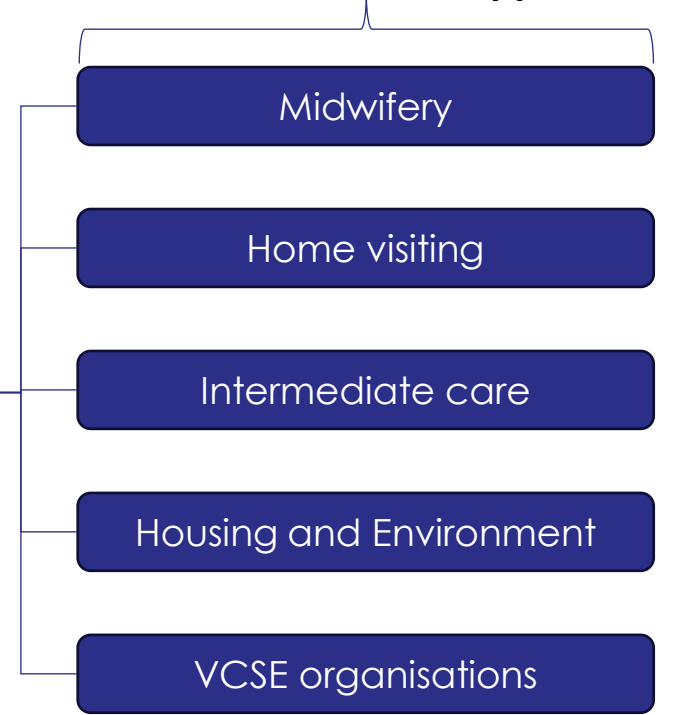 Midwifery
Home visiting
Intermediate care
Housing and Environment
VCSE organisations